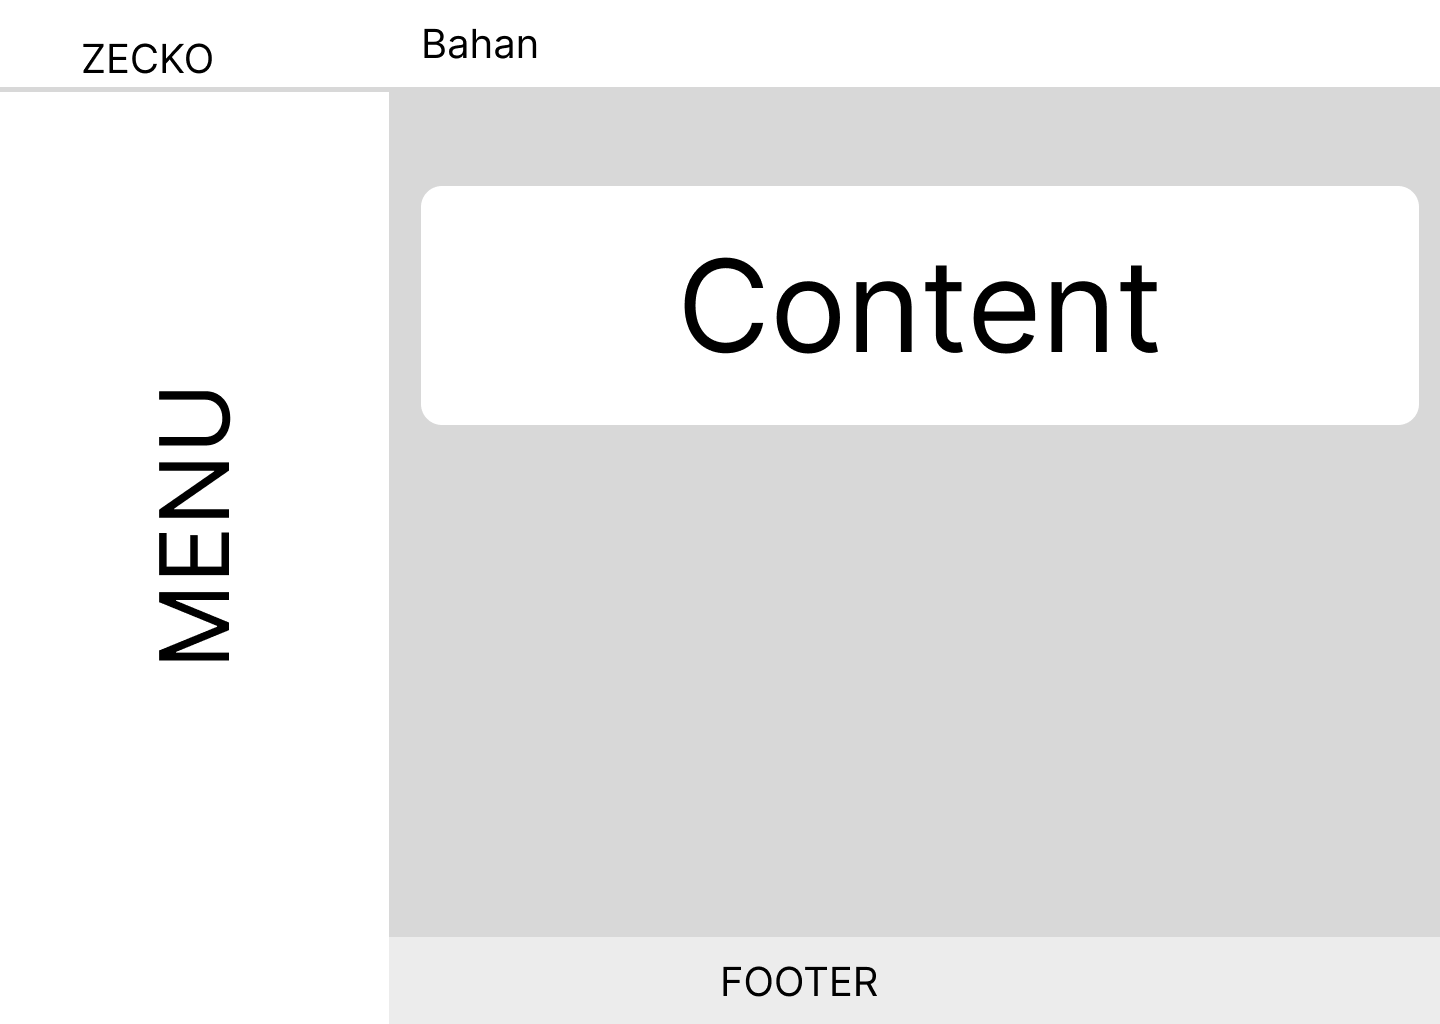 ZECKO
Bahan
MENU
Content
FOOTER